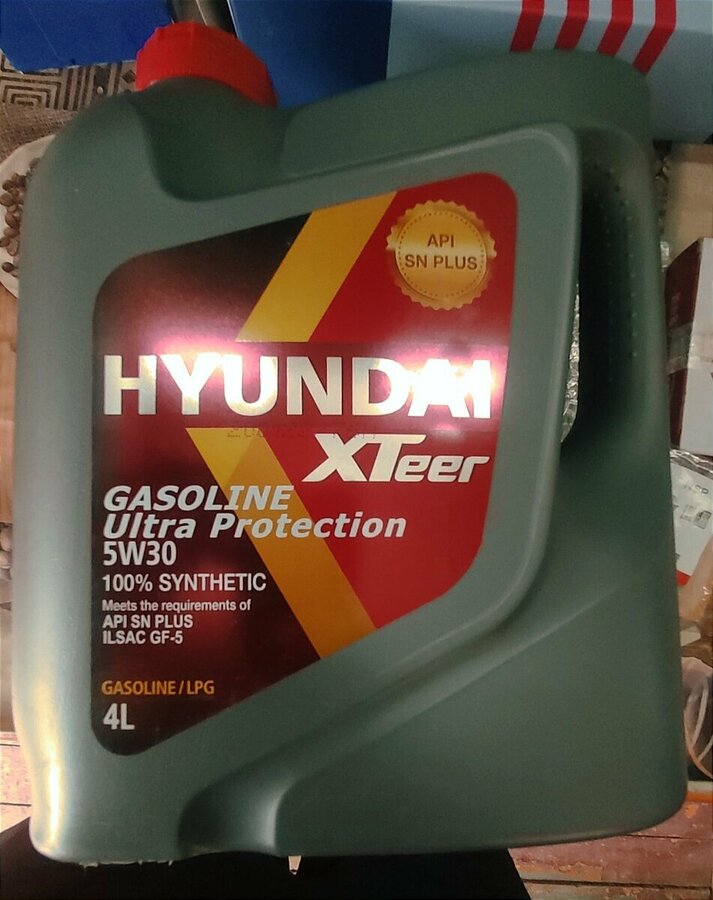 API
SN PLUS
HYUNDAI
XTeer
GASOLINE
Ultra Protection
5W30
100% SYNTHETIC
Meets the requirements of
API SN PLUS
ILSAC GF-5
GASOLINE/LPG
4L